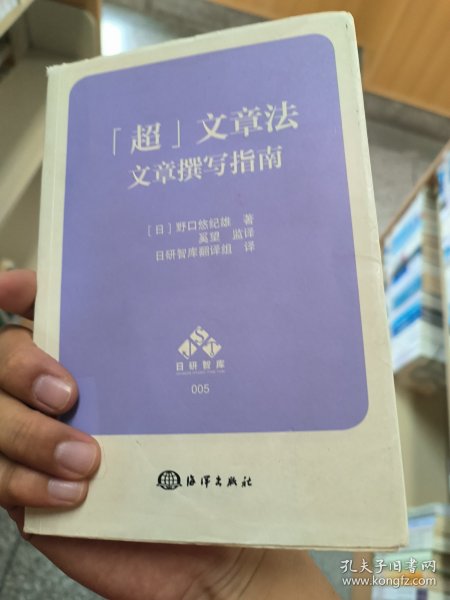 「超」文章法
文章撰写指南
［日］野口悠纪雄 著
奚望 监译
日研智库翻译组 译
JST
日研智库
005
海洋出版社
孔夫子旧书网
www.kongfz.com